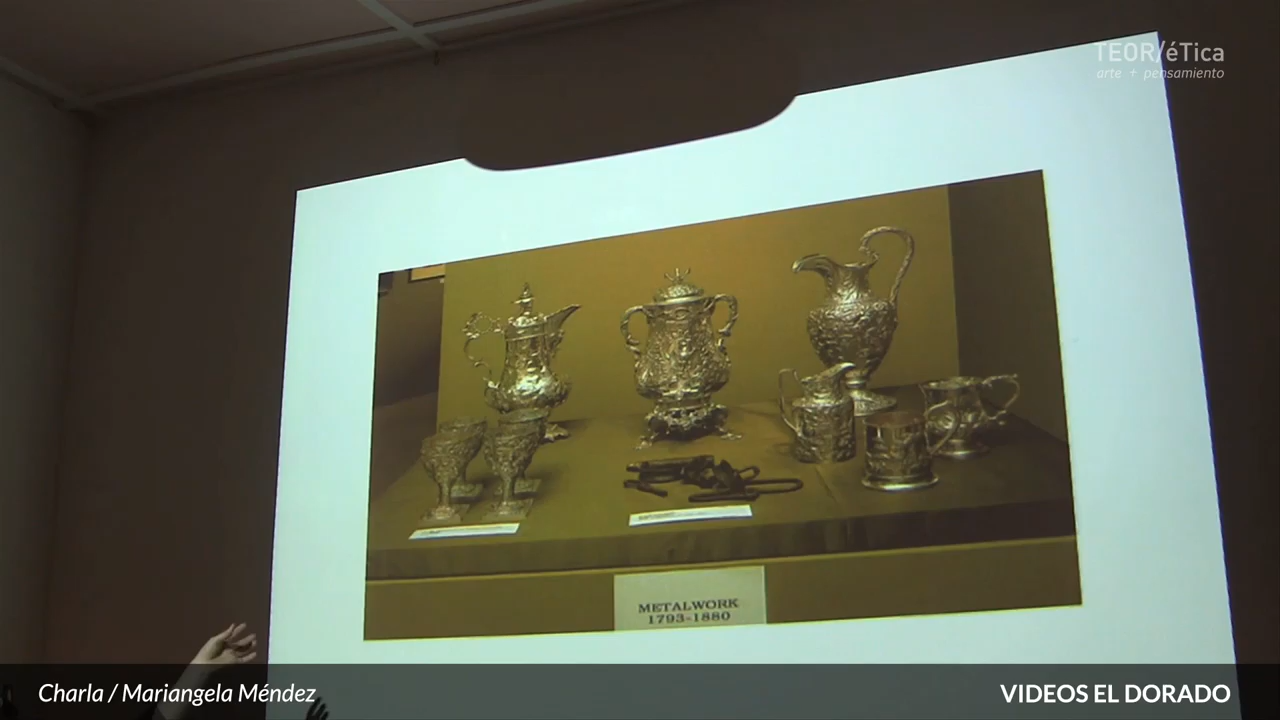 TEOR/éTica
arte + pensamiento
METALWORK
1793-1880
Charla / Mariangela Méndez
VIDEOS EL DORADO